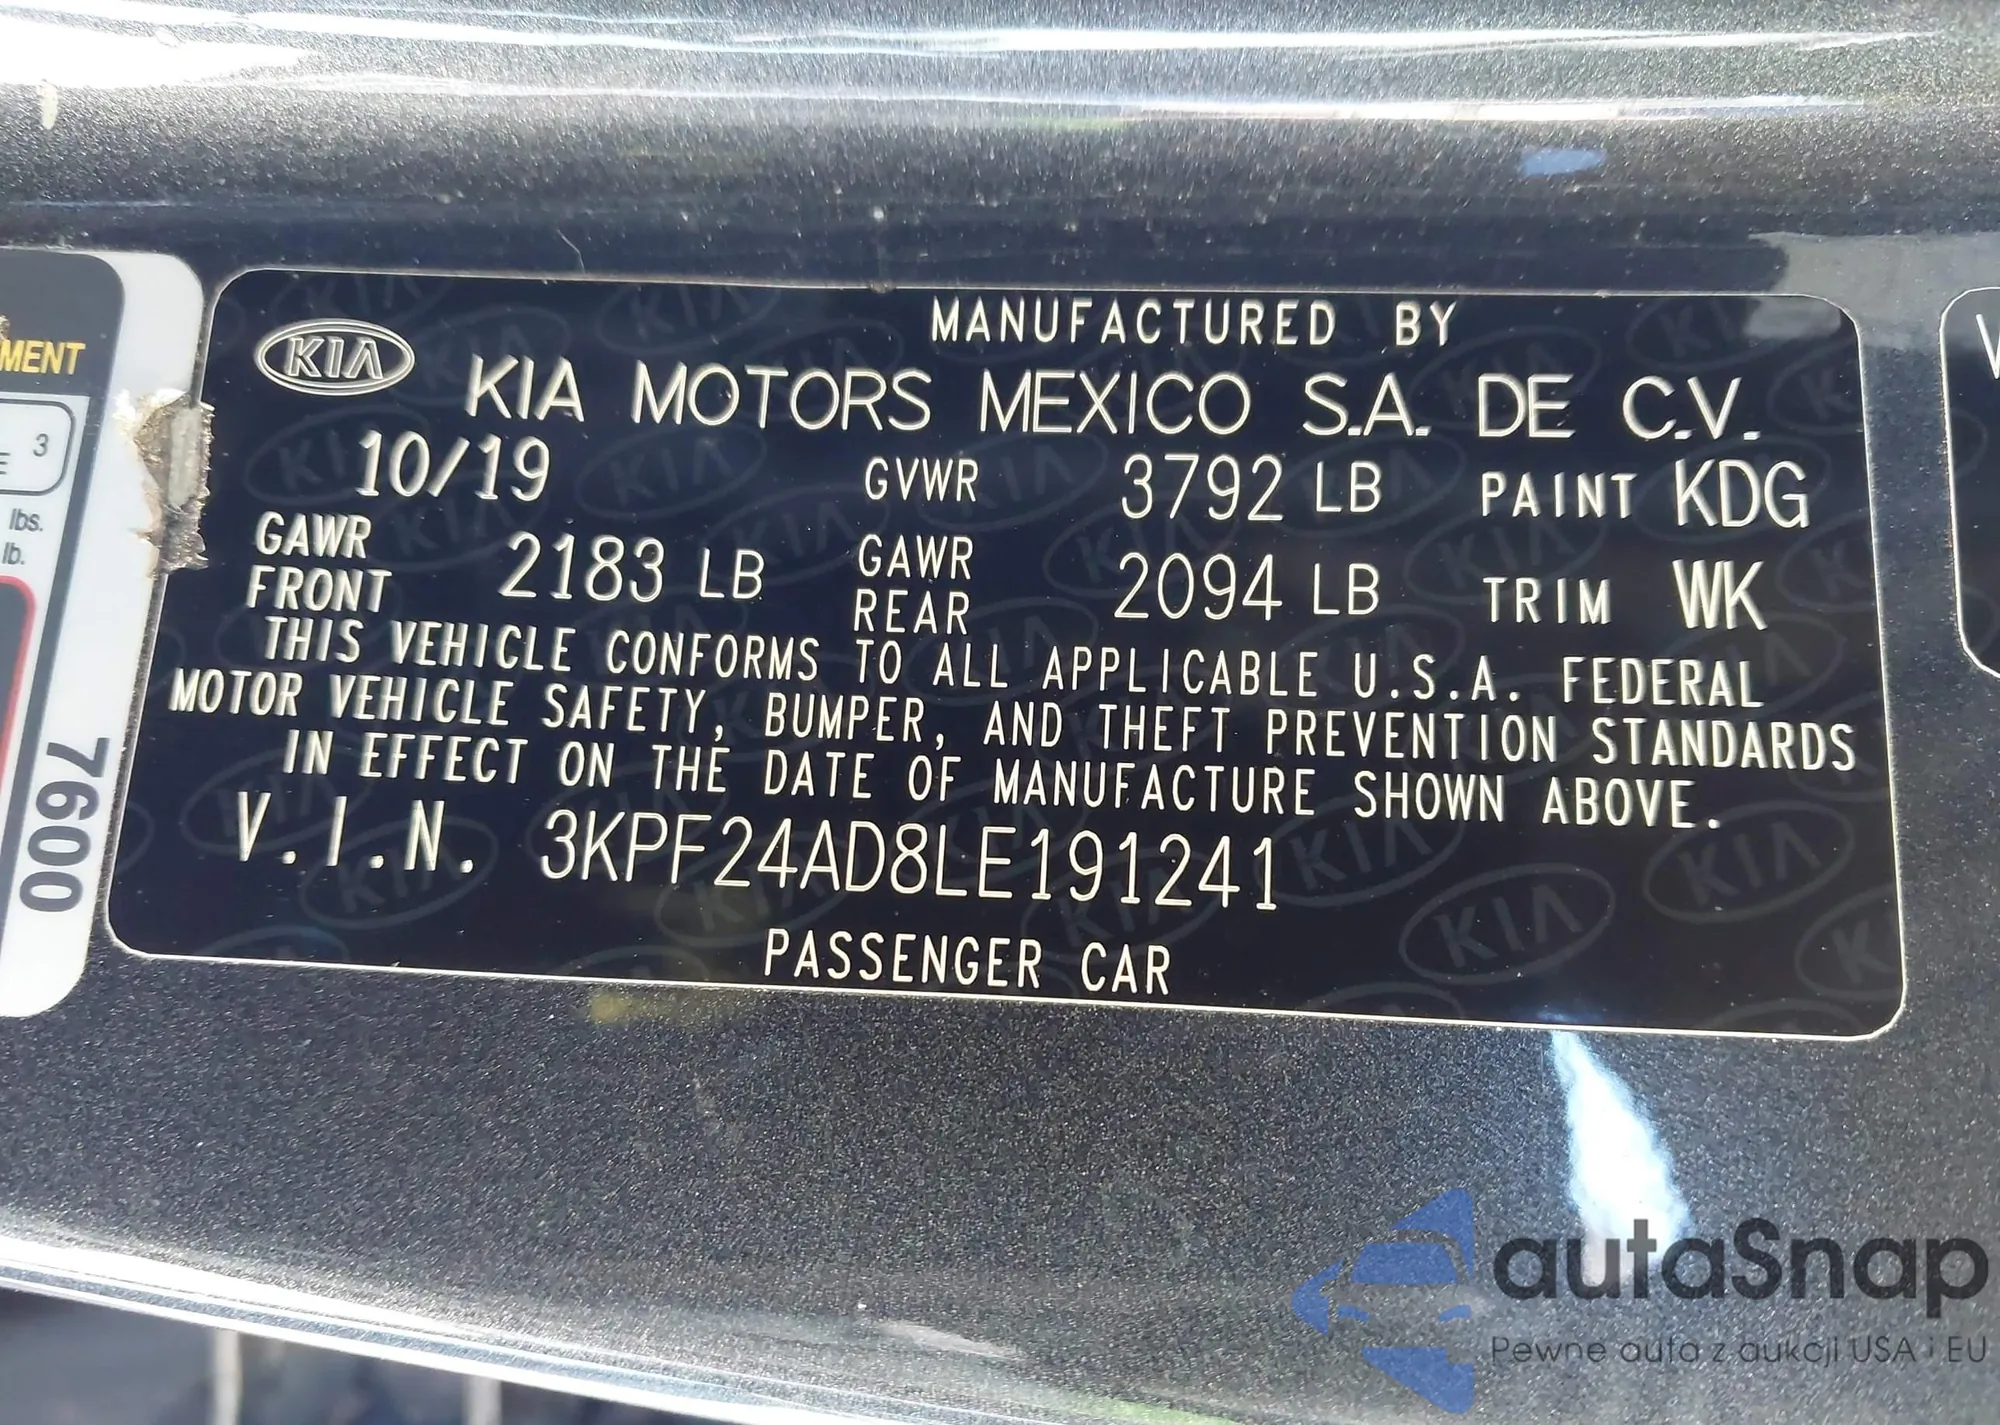 MANUFACTURED BY
KIA KIA MOTORS MEXICO S.A. DE C.V.
10/19 GVWR 3792 LB PAINT KDG
GAWR FRONT 2183 LB GAWR REAR 2094 LB TRIM WK
THIS VEHICLE CONFORMS TO ALL APPLICABLE U.S.A. FEDERAL
MOTOR VEHICLE SAFETY, BUMPER, AND THEFT PREVENTION STANDARDS
IN EFFECT ON THE DATE OF MANUFACTURE SHOWN ABOVE.
V.I.N. 3KPF24AD8LE191241
PASSENGER CAR
MENT
3
E
lbs.
lb.
7600
autaSnap
Pewne auta z aukcji USA i EU